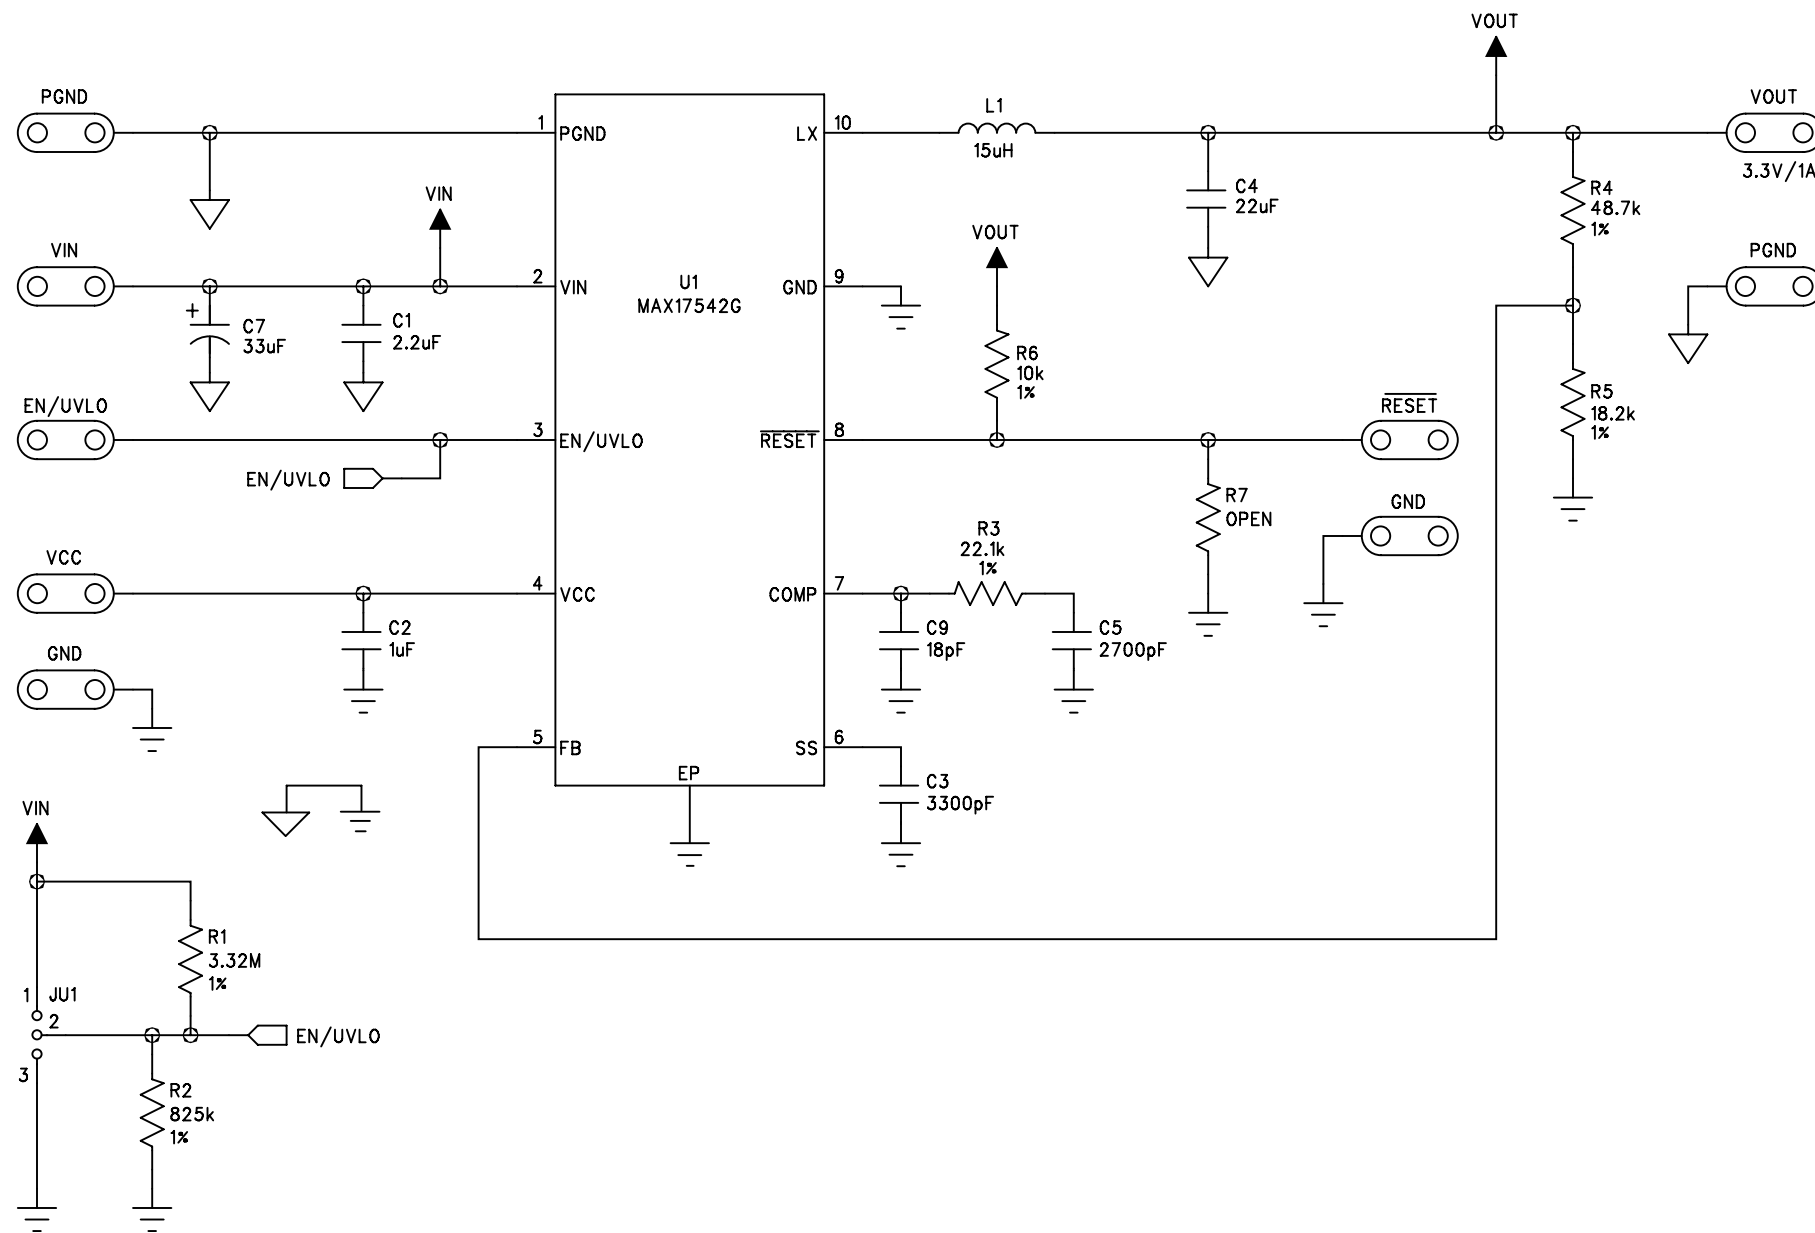 VOUT
PGND
1
PGND
LX
10
L1
15uH
VOUT
3.3V/1A
C4
22uF
R4
48.7k
1%
VIN
VIN
2
VIN
U1
MAX17542G
GND
9
VOUT
PGND
+
C7
33uF
C1
2.2uF
R6
10k
1%
EN/UVLO
3
EN/UVLO
RESET
8
RESET
R5
18.2k
1%
EN/UVLO
R7
OPEN
GND
VCC
4
VCC
COMP
7
R3
22.1k
1%
C2
1uF
C9
18pF
C5
2700pF
GND
5
FB
SS
6
EP
C3
3300pF
VIN
R1
3.32M
1%
1
JU1
2
3
EN/UVLO
R2
825k
1%